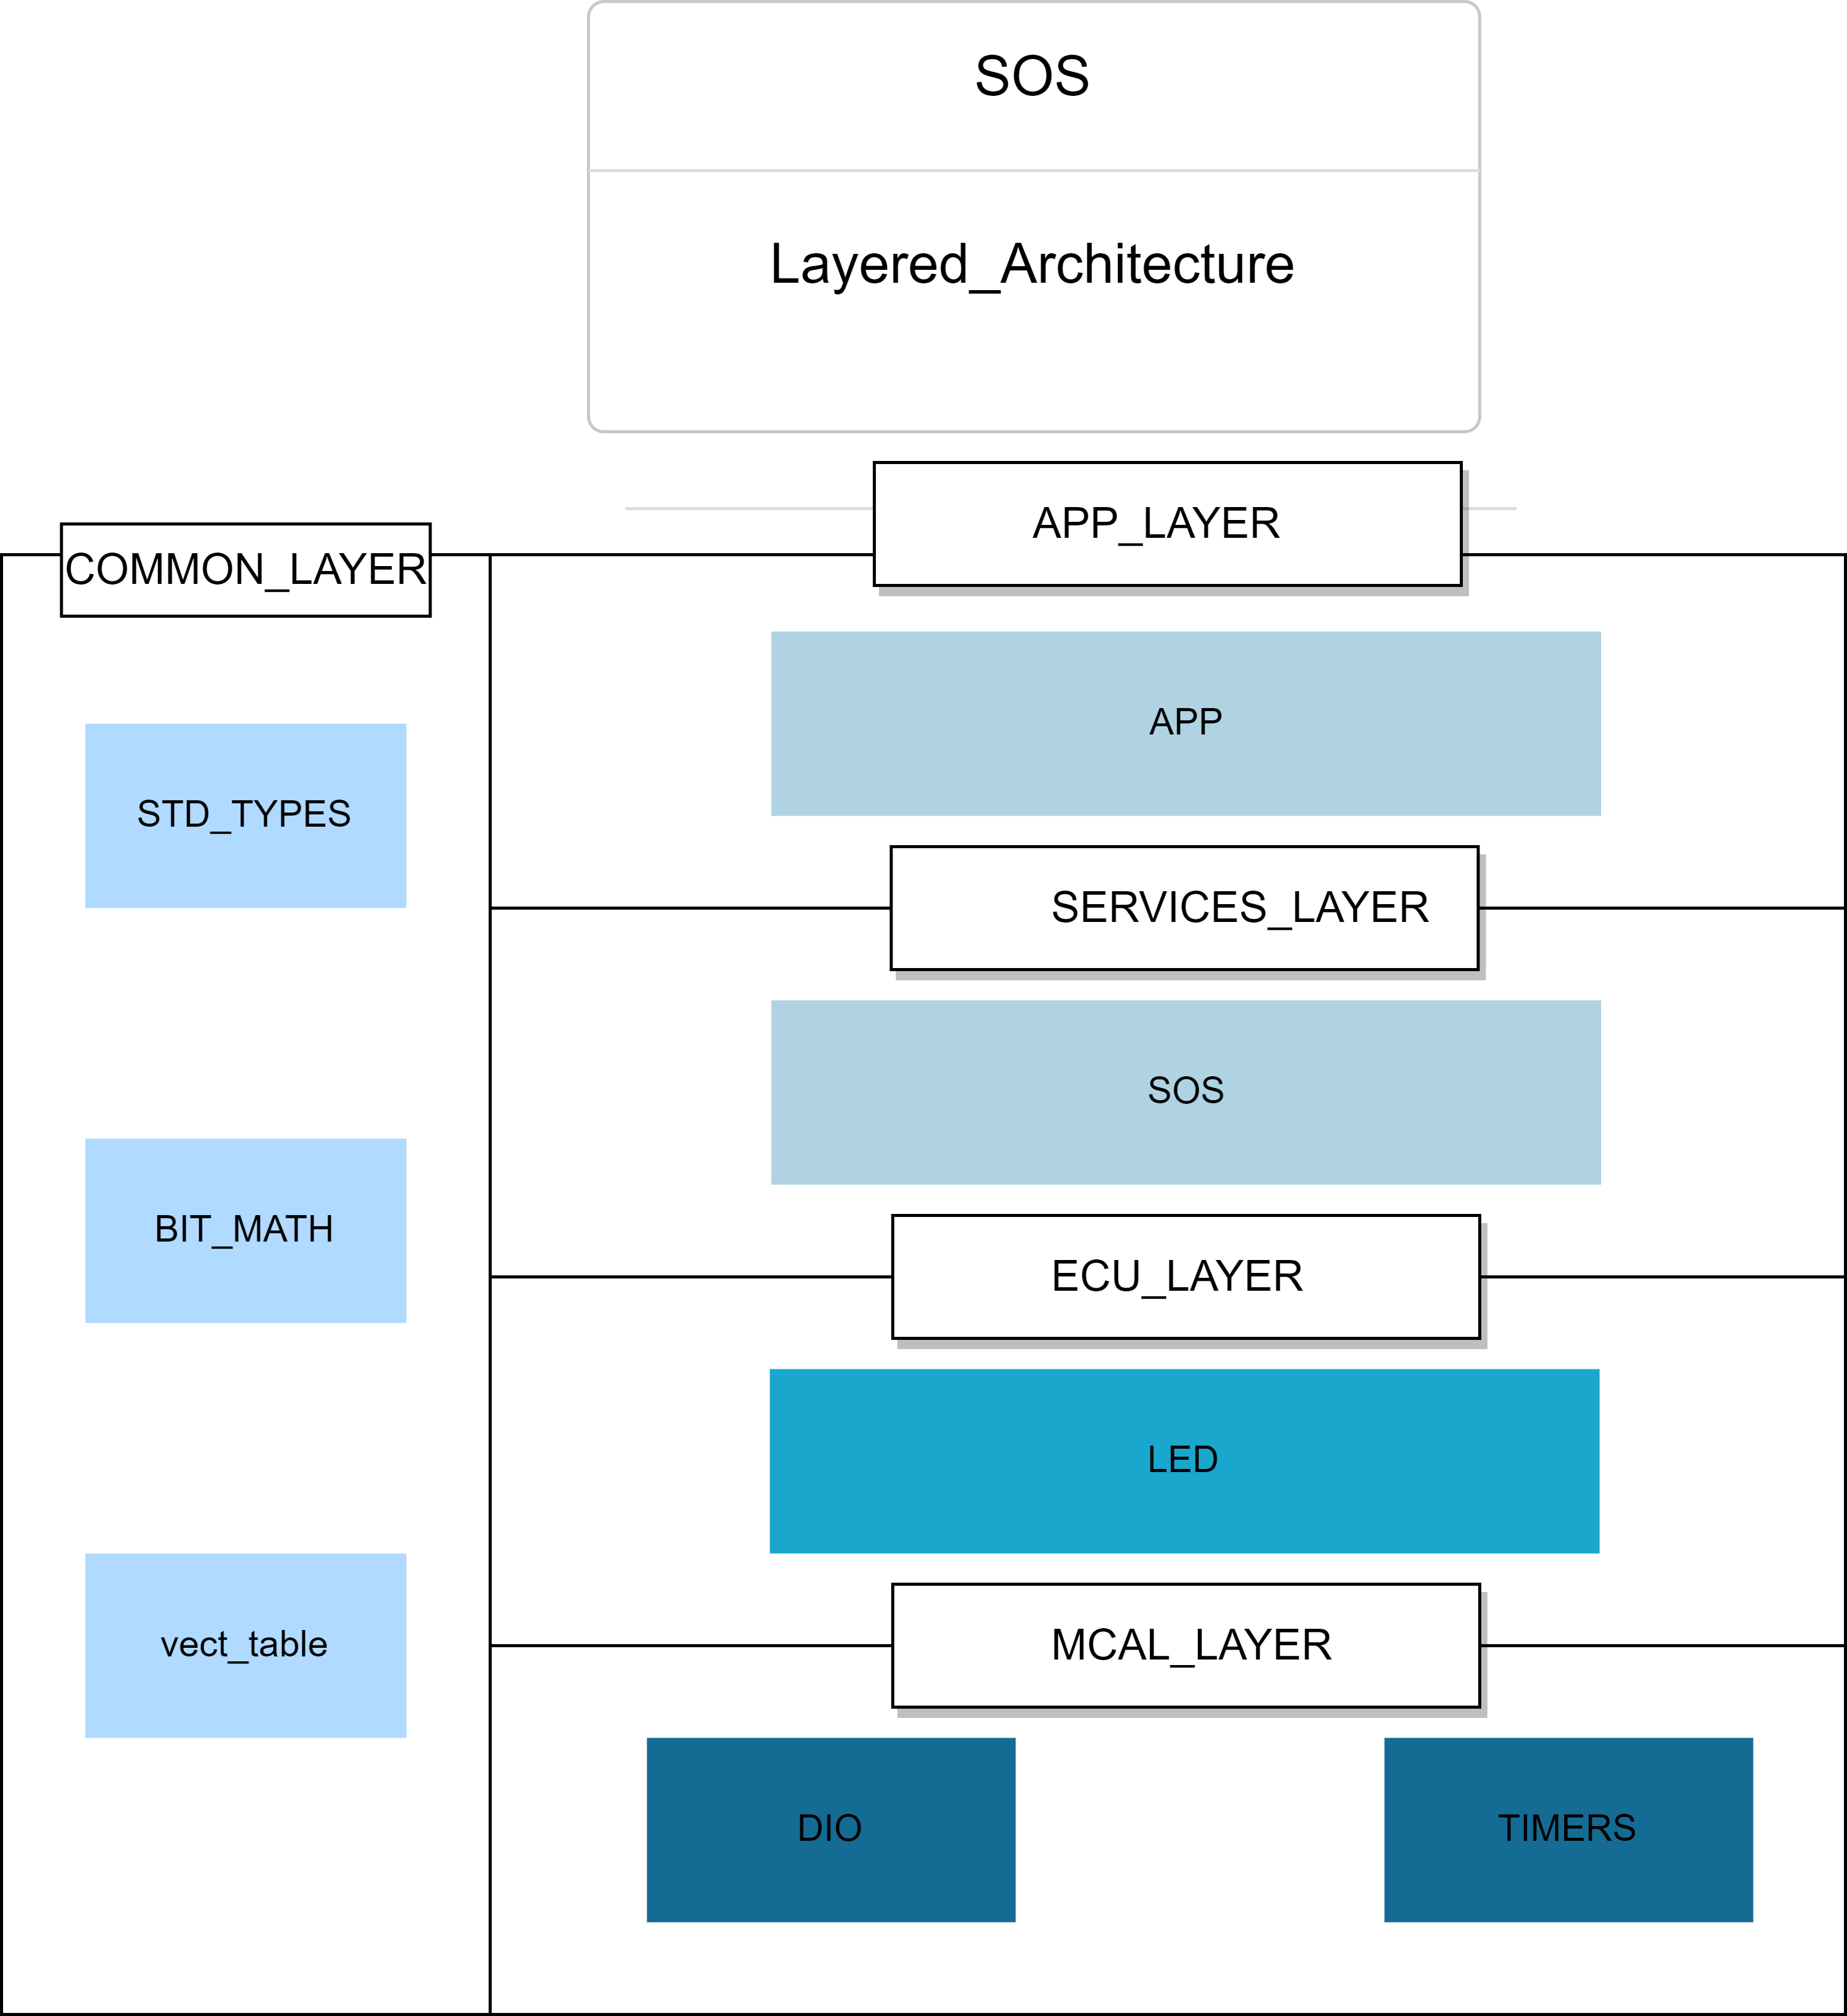 SOS
Layered_Architecture
APP_LAYER
COMMON_LAYER
APP
STD_TYPES
SERVICES_LAYER
SOS
BIT_MATH
ECU_LAYER
LED
vect_table
MCAL_LAYER
DIO
TIMERS